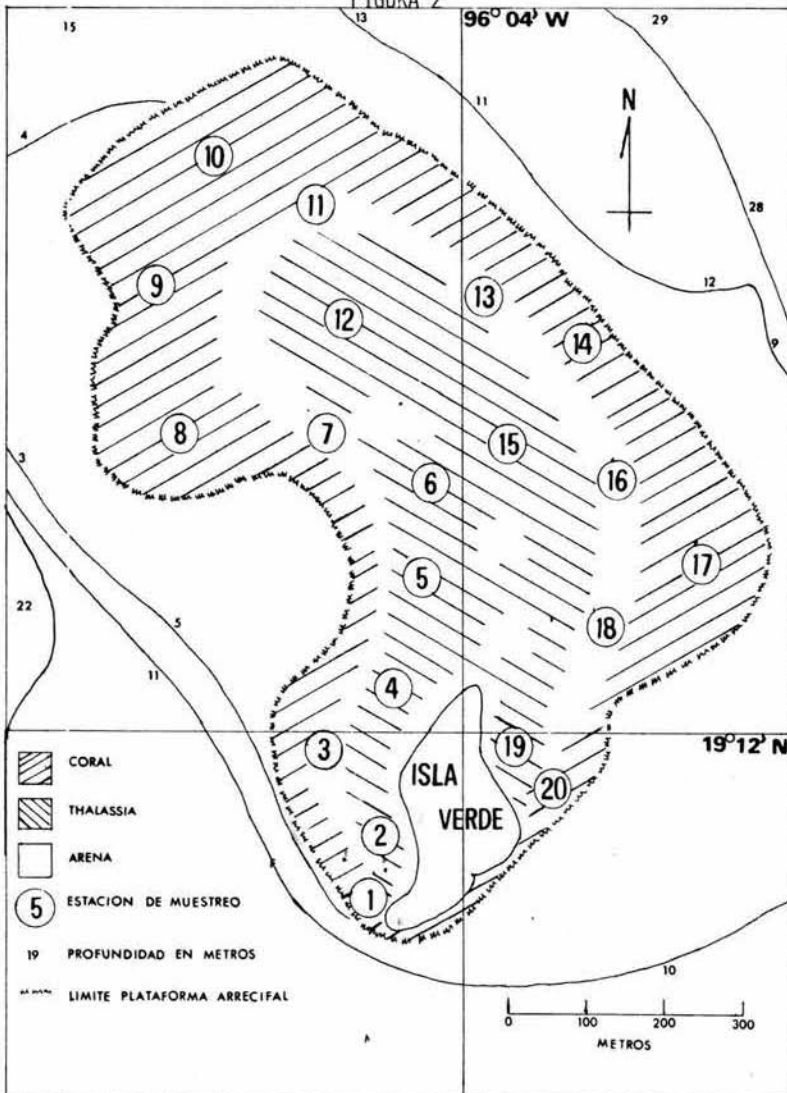 FIGURA 2
96° 04' W
15
13
29
11
4
N
10
11
28
9
12
13
12
14
9
8
7
15
3
6
16
5
17
22
5
18
11
4
19° 12' N
3
19
CORAL
ISLA
20
THALASSIA
VERDE
2
ARENA
1
5 ESTACION DE MUESTREO
19 PROFUNDIDAD EN METROS
10
LIMITE PLATAFORMA ARRECIFAL
0 100 200 300
METROS